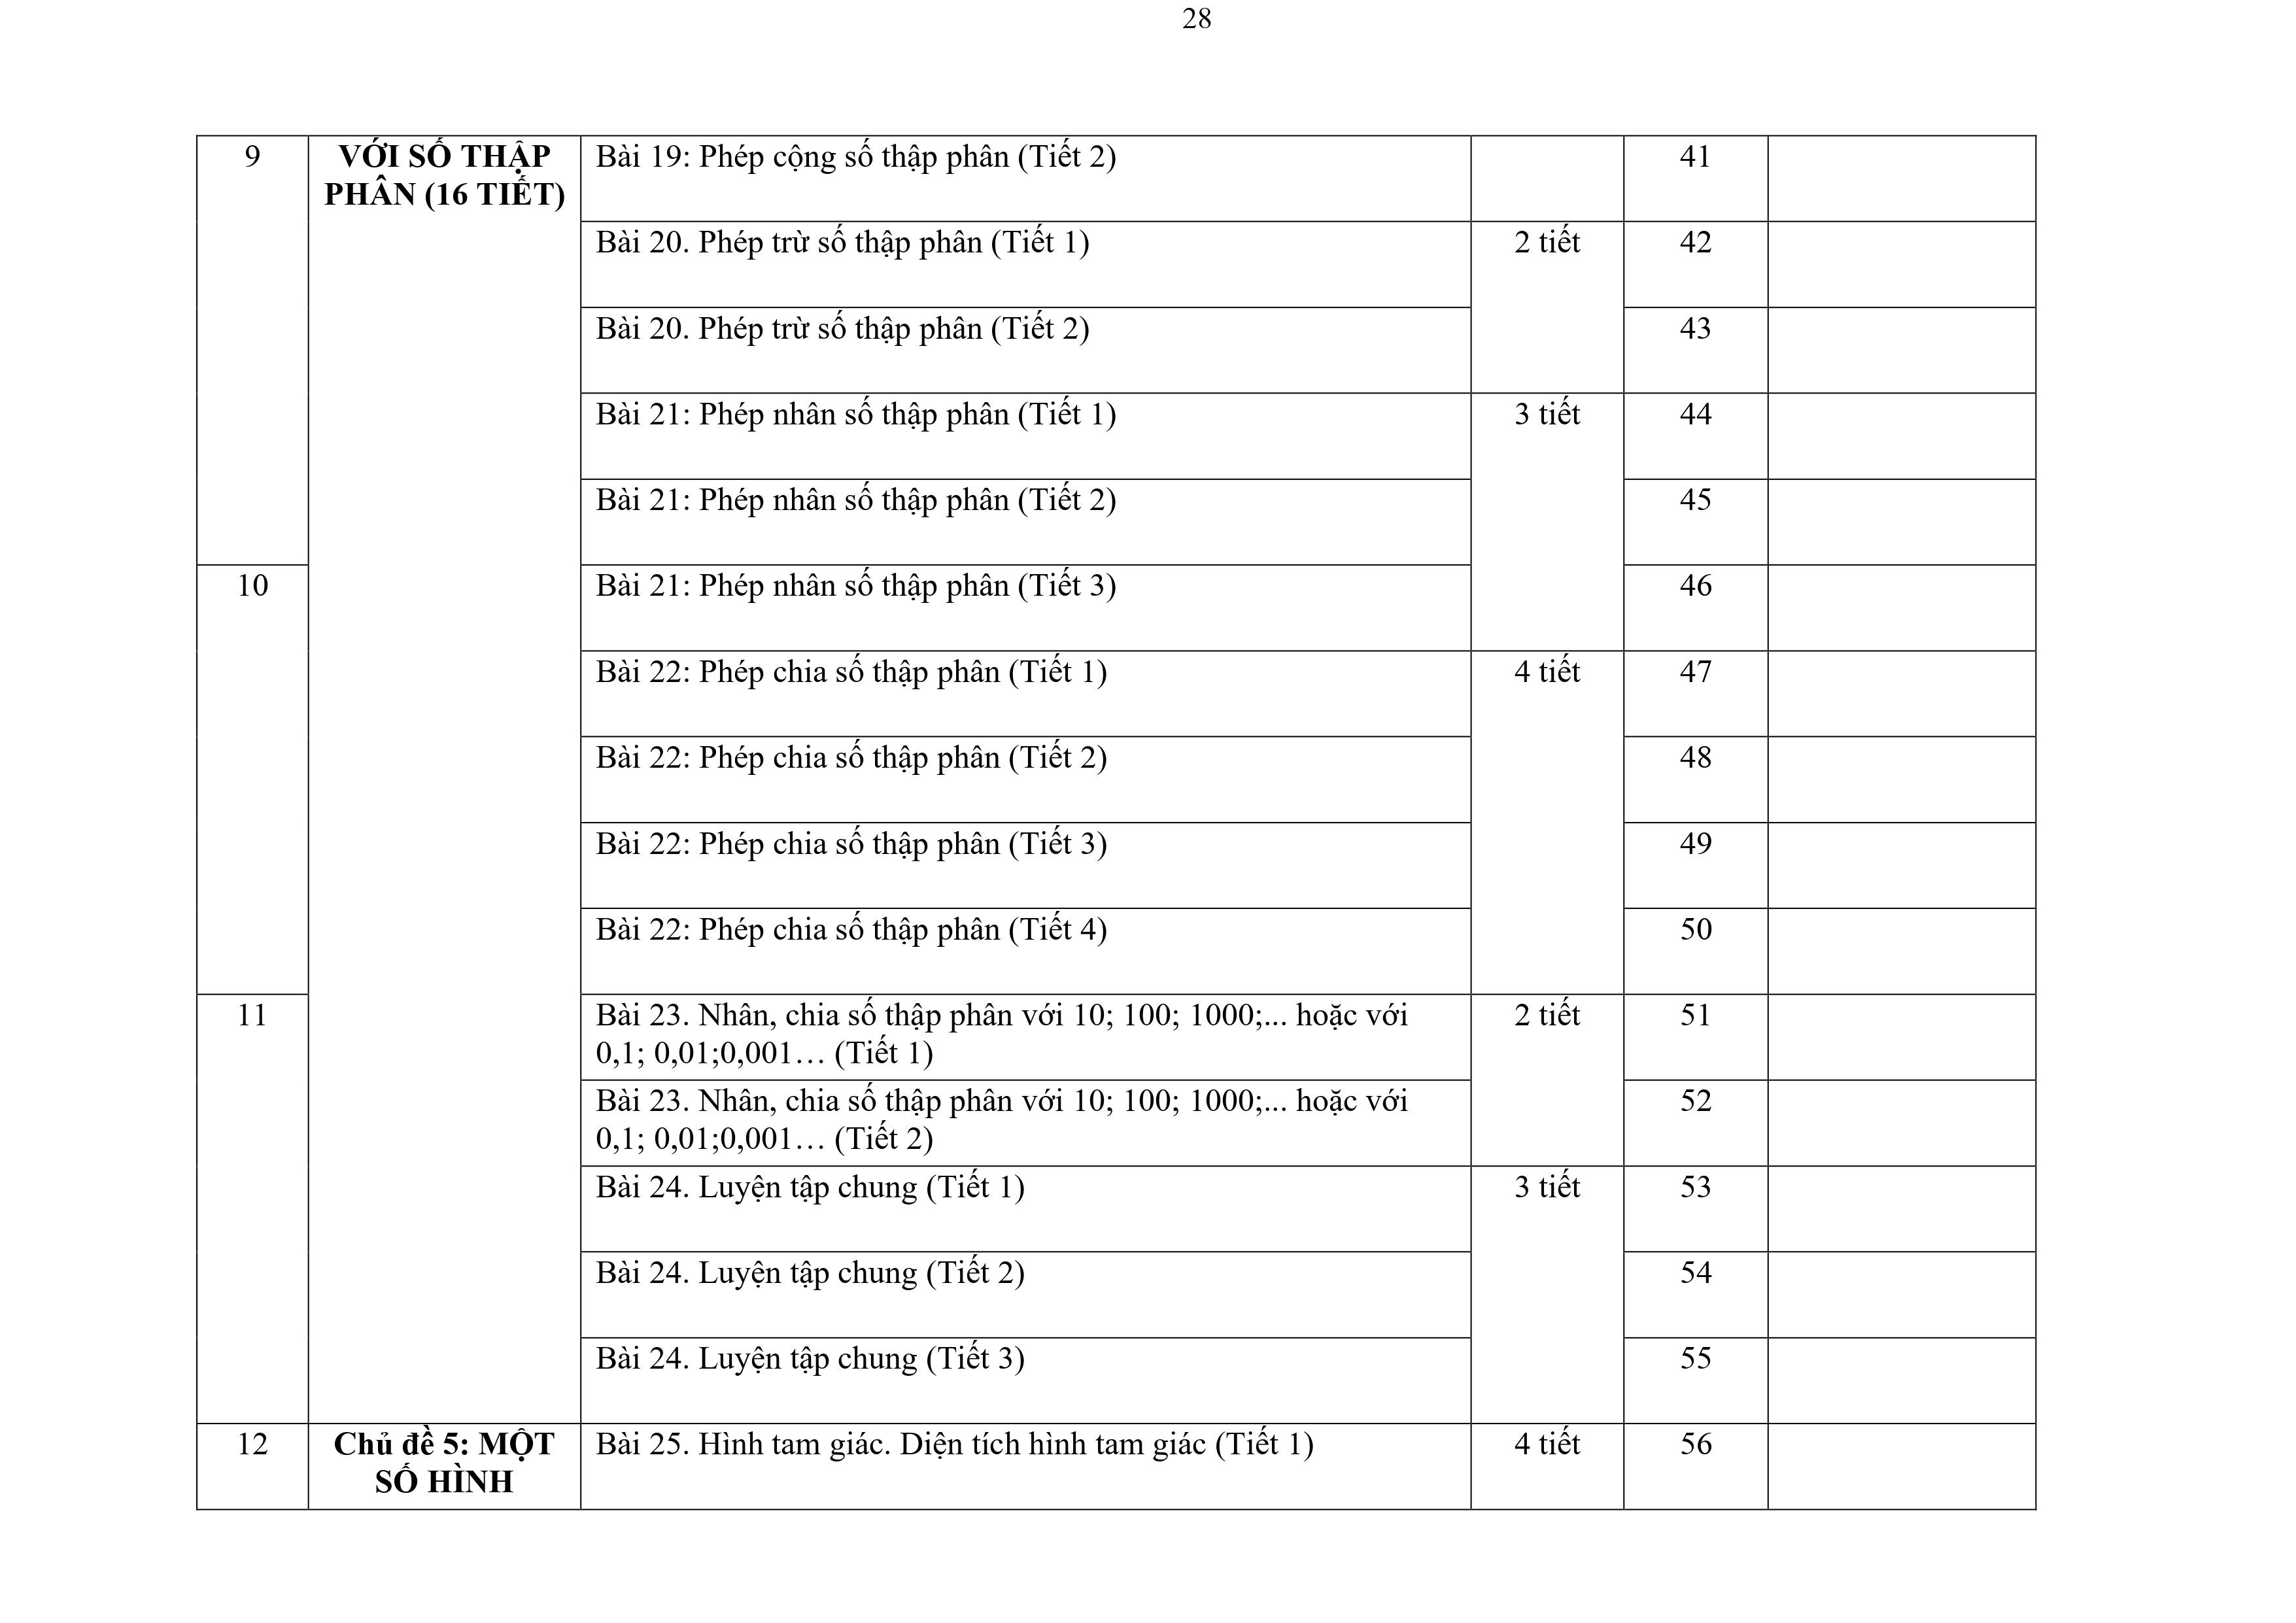 28
9
VỚI SỐ THẬP
PHÂN (16 TIẾT)
Bài 19: Phép cộng số thập phân (Tiết 2)
41
Bài 20. Phép trừ số thập phân (Tiết 1)
2 tiết
42
Bài 20. Phép trừ số thập phân (Tiết 2)
43
Bài 21: Phép nhân số thập phân (Tiết 1)
3 tiết
44
Bài 21: Phép nhân số thập phân (Tiết 2)
45
10
Bài 21: Phép nhân số thập phân (Tiết 3)
46
Bài 22: Phép chia số thập phân (Tiết 1)
4 tiết
47
Bài 22: Phép chia số thập phân (Tiết 2)
48
Bài 22: Phép chia số thập phân (Tiết 3)
49
Bài 22: Phép chia số thập phân (Tiết 4)
50
11
Bài 23. Nhân, chia số thập phân với 10; 100; 1000;... hoặc với
0,1; 0,01;0,001… (Tiết 1)
2 tiết
51
Bài 23. Nhân, chia số thập phân với 10; 100; 1000;... hoặc với
0,1; 0,01;0,001… (Tiết 2)
52
Bài 24. Luyện tập chung (Tiết 1)
3 tiết
53
Bài 24. Luyện tập chung (Tiết 2)
54
Bài 24. Luyện tập chung (Tiết 3)
55
12
Chủ đề 5: MỘT
SỐ HÌNH
Bài 25. Hình tam giác. Diện tích hình tam giác (Tiết 1)
4 tiết
56